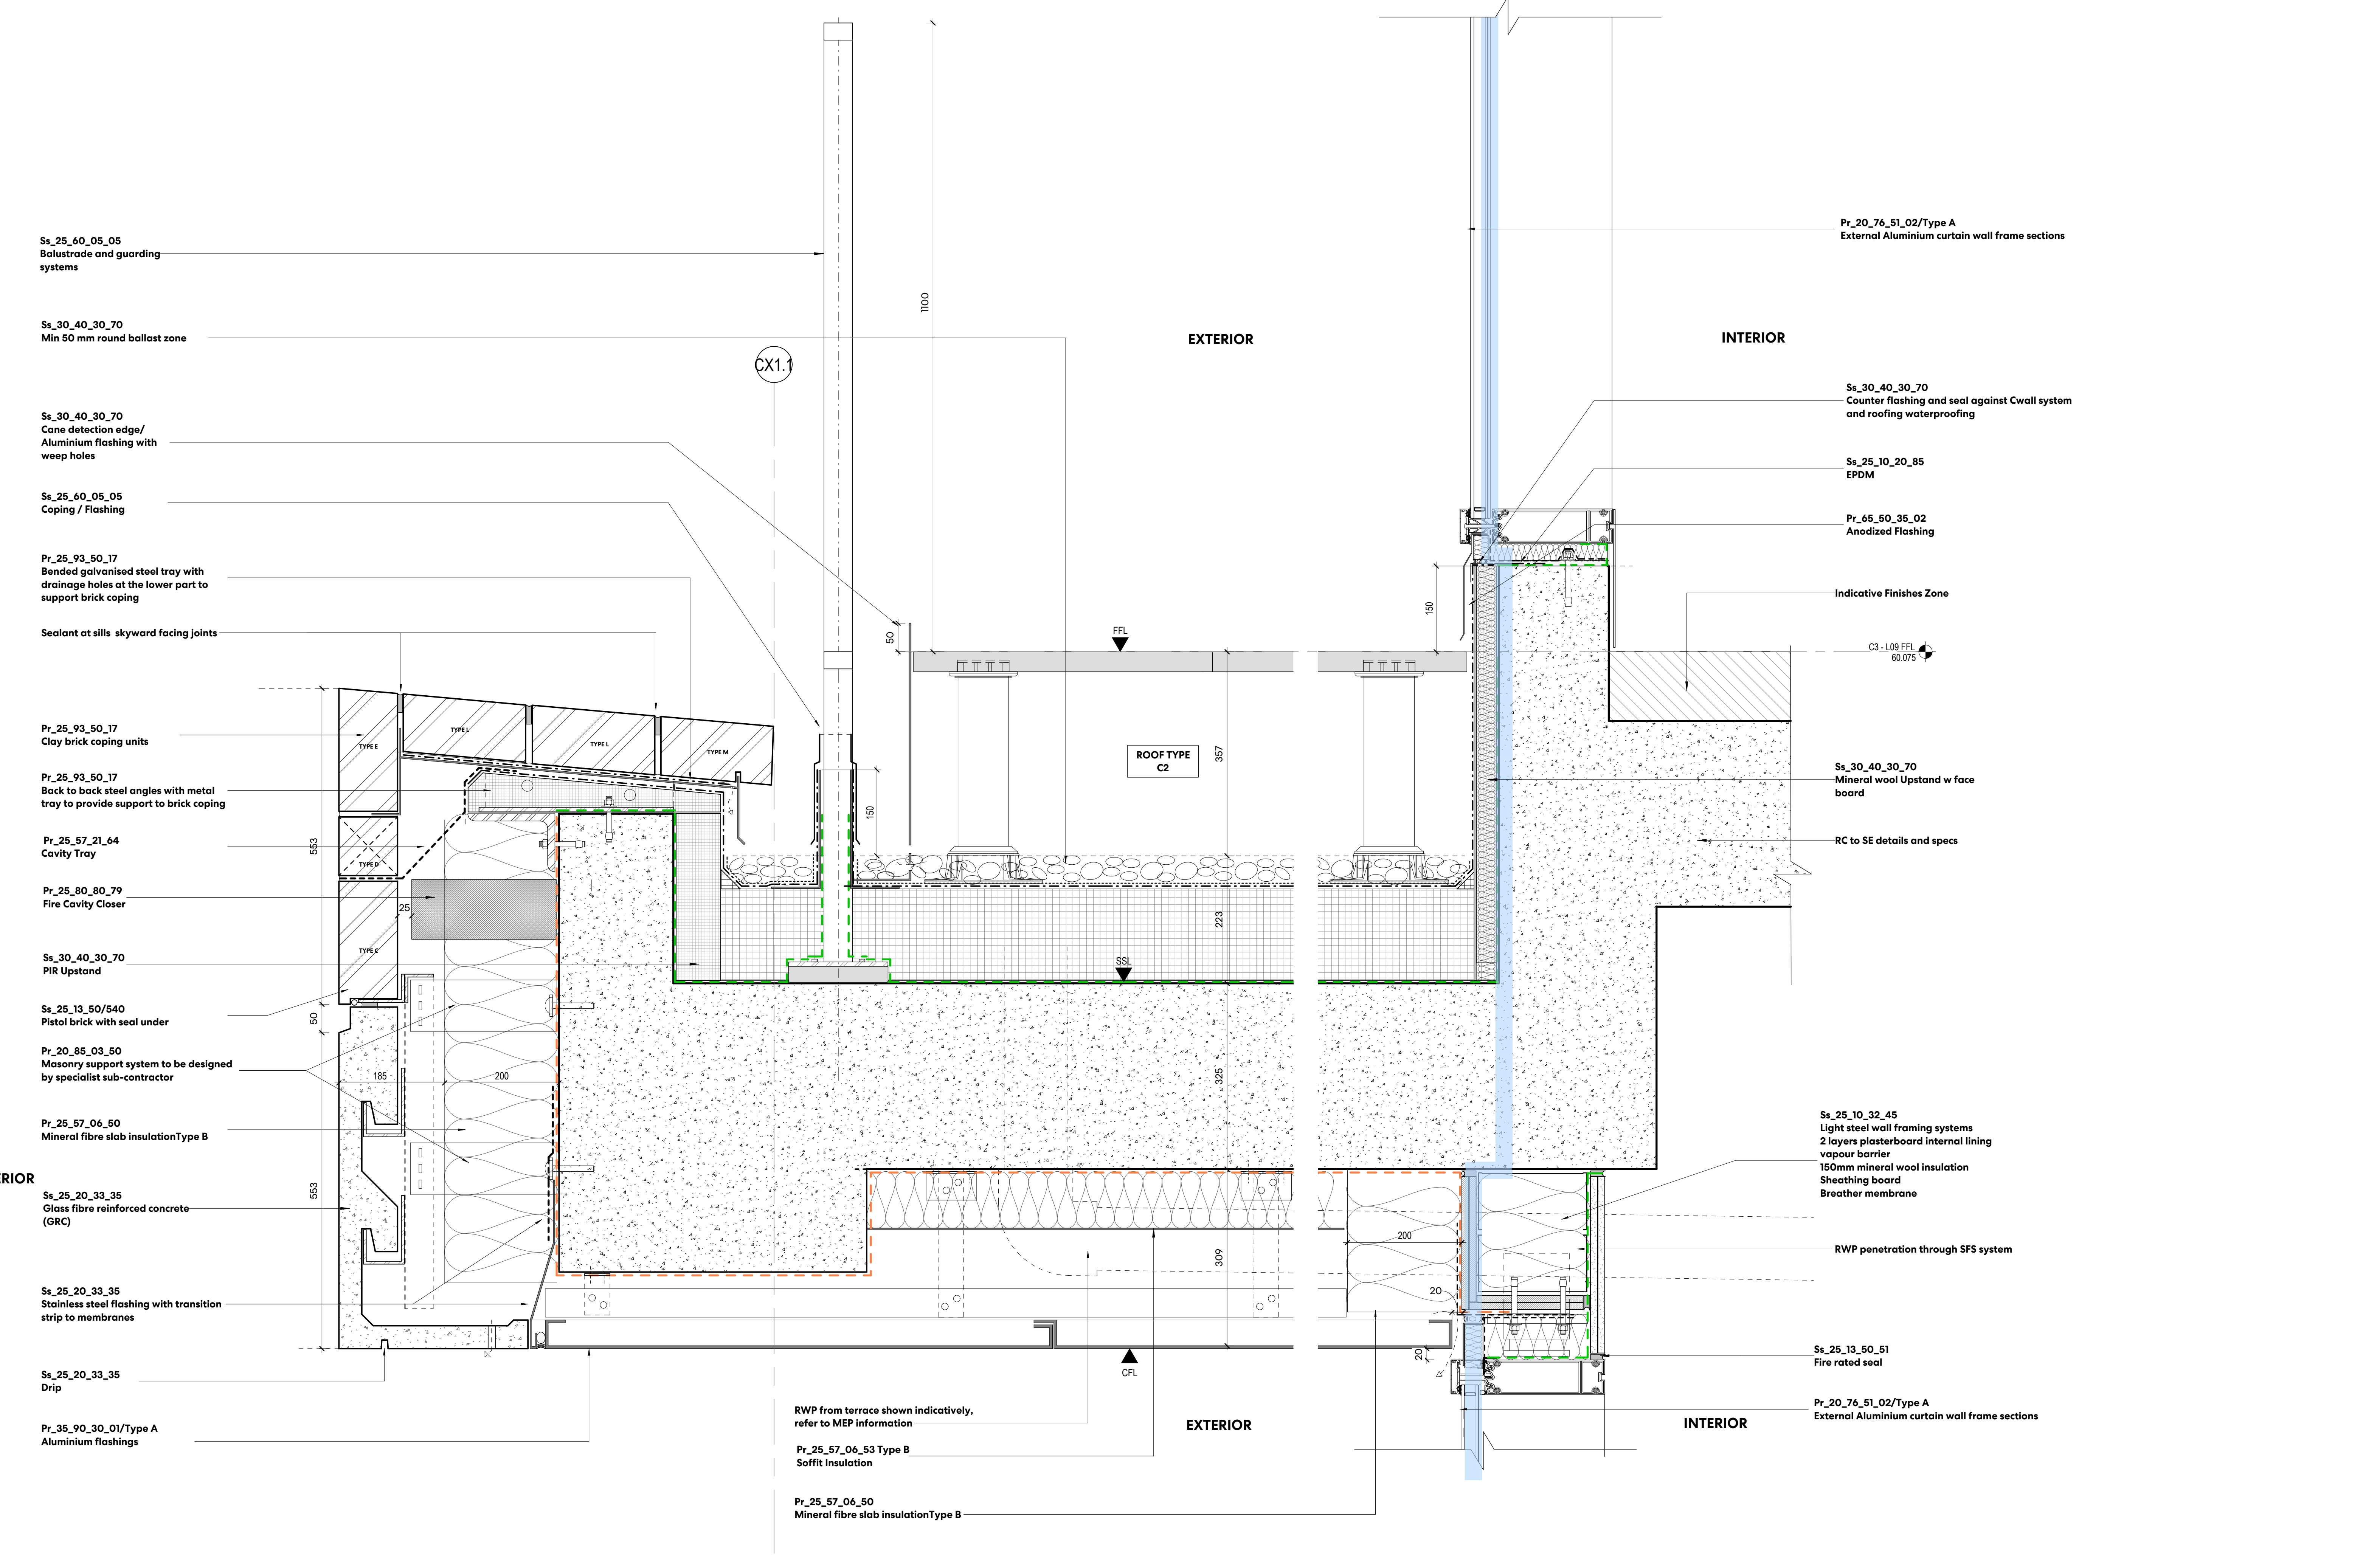 Ss_25_60_05_05
Balustrade and guarding
systems
Ss_30_40_30_70
Min 50 mm round ballast zone
Ss_30_40_30_70
Cane detection edge/
Aluminium flashing with
weep holes
Ss_25_60_05_05
Coping / Flashing
Pr_25_93_50_17
Bended galvanised steel tray with
drainage holes at the lower part to
support brick coping
Sealant at sills skyward facing joints
Pr_25_93_50_17
Clay brick coping units
Pr_25_93_50_17
Back to back steel angles with metal
tray to provide support to brick coping
Pr_25_57_21_64
Cavity Tray
Pr_25_80_80_79
Fire Cavity Closer
Ss_30_40_30_70
PIR Upstand
Ss_25_13_50/540
Pistol brick with seal under
Pr_20_85_03_50
Masonry support system to be designed
by specialist sub-contractor
Pr_25_57_06_50
Mineral fibre slab insulationType B
RIOR
Ss_25_20_33_35
Glass fibre reinforced concrete
(GRC)
Ss_25_20_33_35
Stainless steel flashing with transition
strip to membranes
Ss_25_20_33_35
Drip
Pr_35_90_30_01/Type A
Aluminium flashings
553
50
553
185
200
25
TYPE E
TYPE L
TYPE L
TYPE M
TYPE D
TYPE C
CX1.1
1100
50
150
EXTERIOR
FFL
ROOF TYPE
C2
357
223
SSL
325
309
CFL
150
200
20
20
RWP from terrace shown indicatively,
refer to MEP information
EXTERIOR
Pr_25_57_06_53 Type B
Soffit Insulation
Pr_25_57_06_50
Mineral fibre slab insulationType B
Pr_20_76_51_02/Type A
External Aluminium curtain wall frame sections
INTERIOR
Ss_30_40_30_70
Counter flashing and seal against Cwall system
and roofing waterproofing
Ss_25_10_20_85
EPDM
Pr_65_50_35_02
Anodized Flashing
Indicative Finishes Zone
C3 - L09 FFL
60.075
Ss_30_40_30_70
Mineral wool Upstand w face
board
RC to SE details and specs
Ss_25_10_32_45
Light steel wall framing systems
2 layers plasterboard internal lining
vapour barrier
150mm mineral wool insulation
Sheathing board
Breather membrane
RWP penetration through SFS system
Ss_25_13_50_51
Fire rated seal
Pr_20_76_51_02/Type A
External Aluminium curtain wall frame sections
INTERIOR